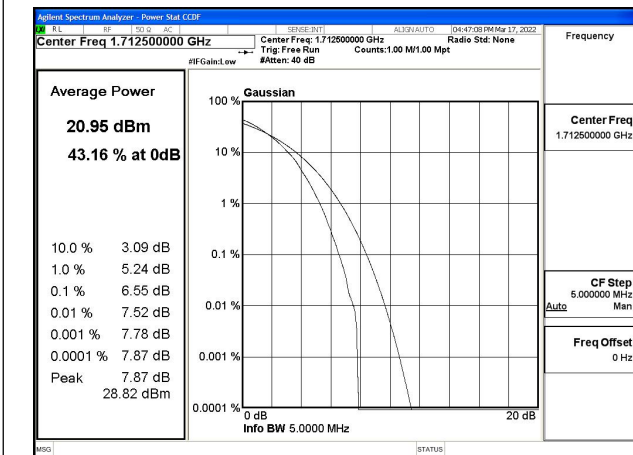 Agilent Spectrum Analyzer - Power Stat CCDF
RL RF 50 Ω AC SENSE:INT ALIGN AUTO 04:47:08 PM Mar 17, 2022
Center Freq 1.712500000 GHz
Center Freq: 1.712500000 GHz Radio Std: None
Trig: Free Run Counts:1.00 M/1.00 Mpt
#IFGain:Low #Atten: 40 dB
Frequency
Average Power
20.95 dBm
43.16 % at 0dB
10.0 % 3.09 dB
1.0 % 5.24 dB
0.1 % 6.55 dB
0.01 % 7.52 dB
0.001 % 7.78 dB
0.0001 % 7.87 dB
Peak 7.87 dB
28.82 dBm
Gaussian
100 %
10 %
1 %
0.1 %
0.01 %
0.001 %
0.0001 %
0 dB 20 dB
Info BW 5.0000 MHz
Center Freq
1.712500000 GHz
CF Step
5.000000 MHz
Auto Man
Freq Offset
0 Hz
MSG STATUS